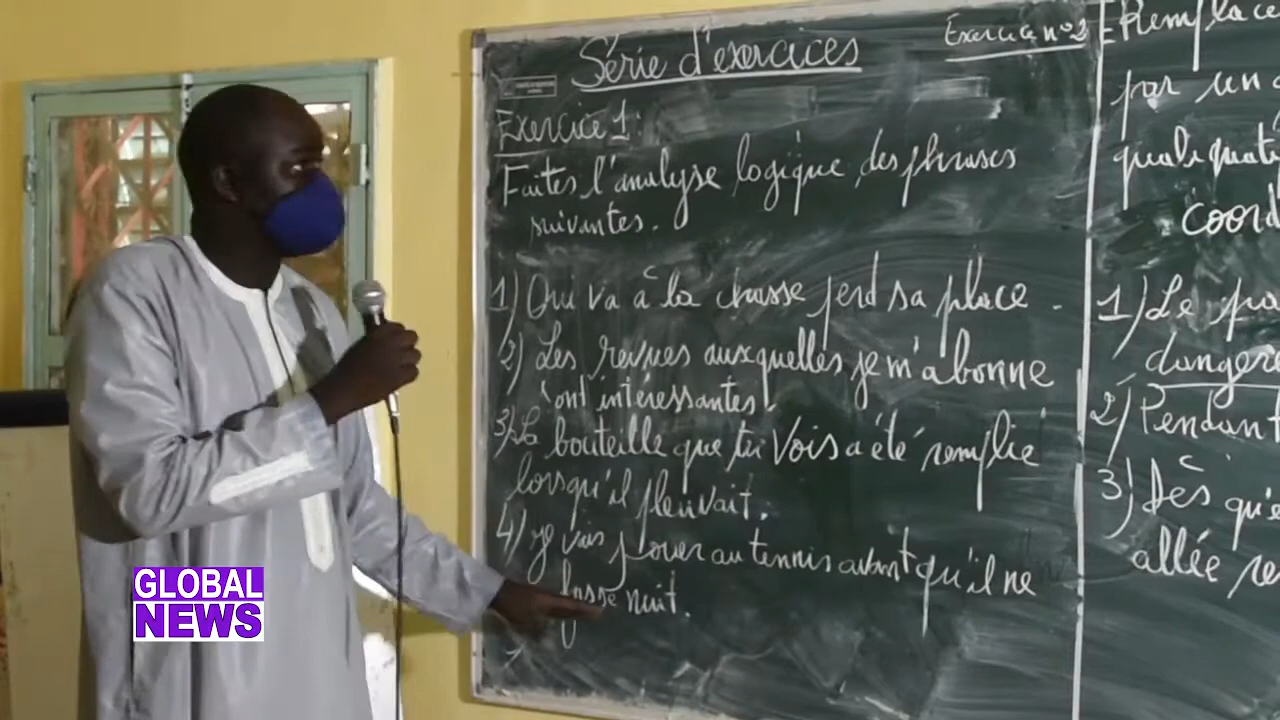 Série d'exercices
Exercice 1:
Faites l'analyse logique des phrases
suivantes.
1) Qui va à la chasse perd sa place.
2) Les revues auxquelles je m'abonne
sont intéressantes.
3) La bouteille que tu vois a été remplie
lorsqu'il pleuvait.
4) je vais jouer au tennis avant qu'il ne
fasse nuit.
Exercice n°2 Remplace
par un
Coord
1) Le
dangere
2) Pendant
3) Dès qu'e
allée re
GLOBAL
NEWS